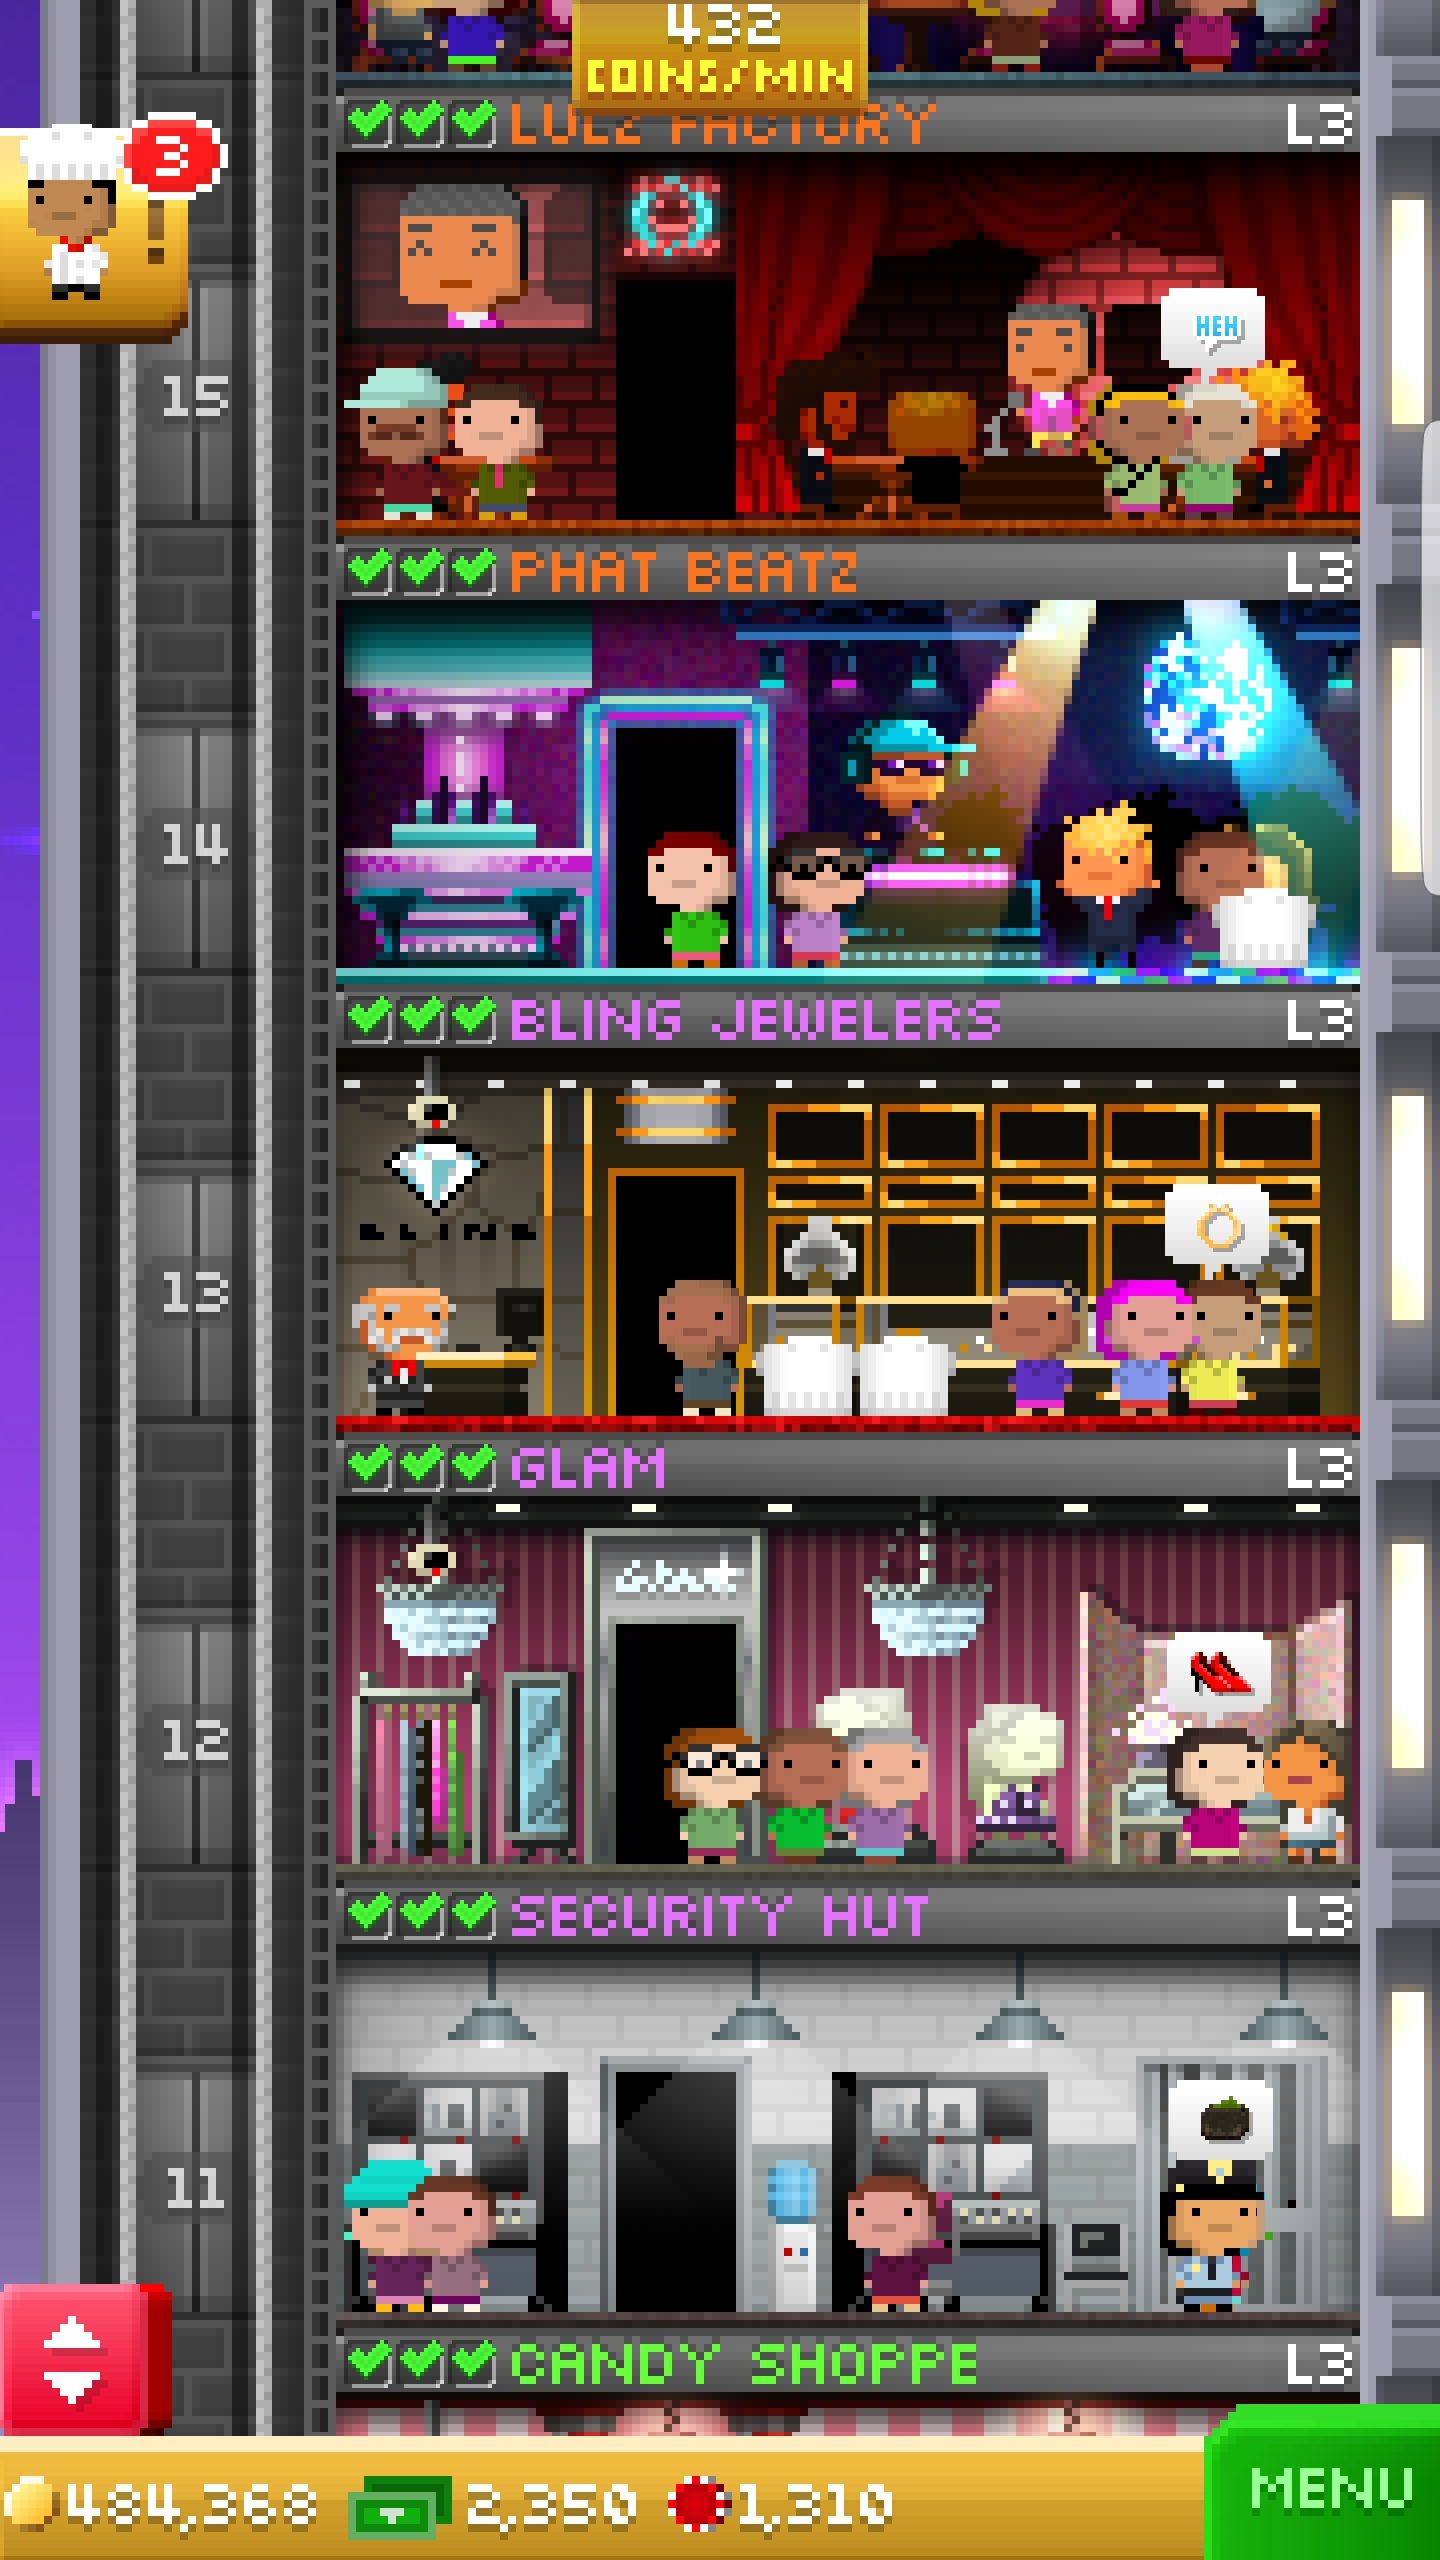 432
COINS/MIN
LULZ FACTORY L3
3
!
HEH
15
PHAT BEATZ L3
14
BLING JEWELERS L3
BLING
13
GLAM L3
Glam
12
SECURITY HUT L3
11
CANDY SHOPPE L3
484,368 2,350 1,310
MENU